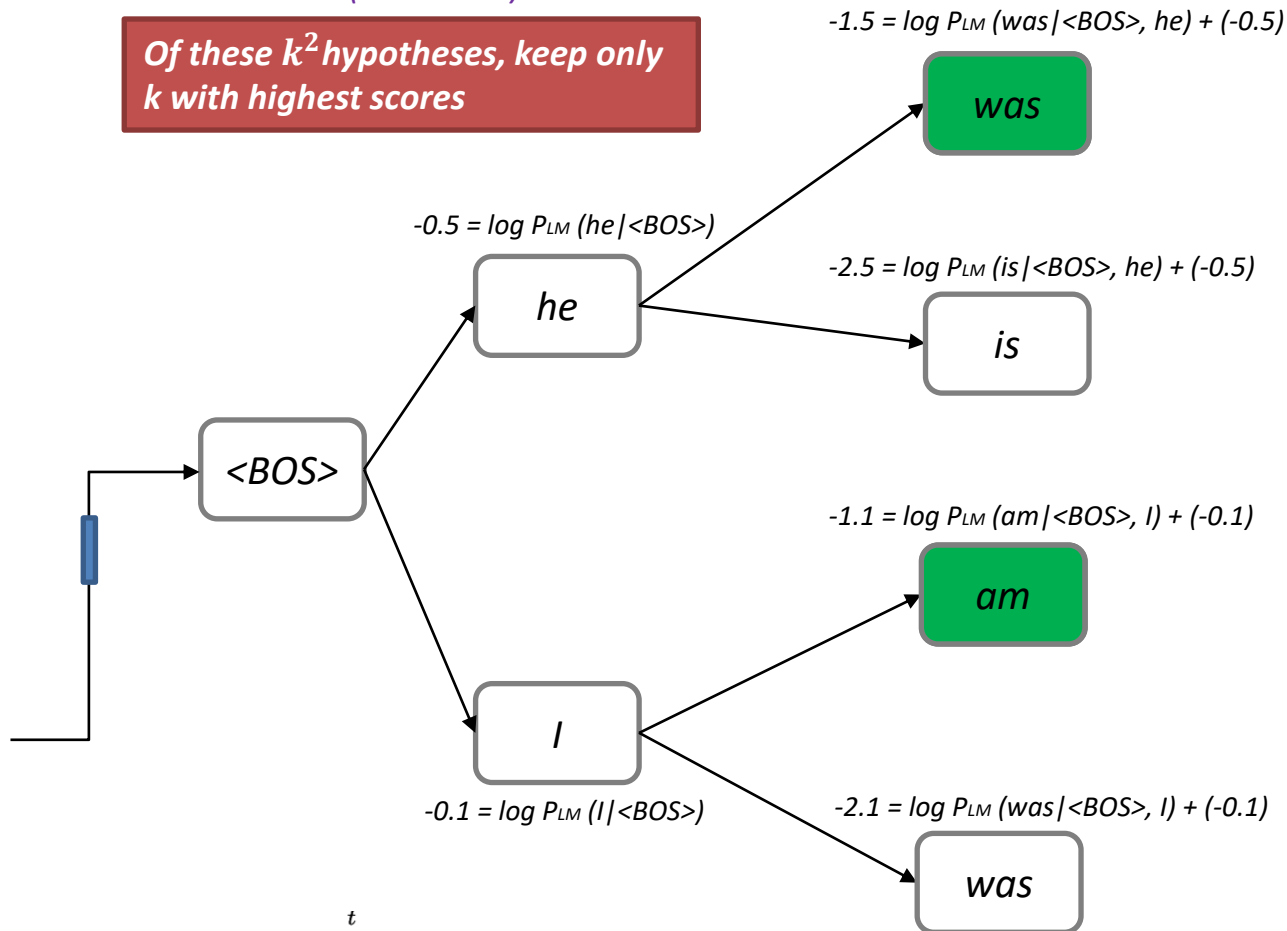 -1.5 = log PLM (was|<BOS>, he) + (-0.5)
Of these k² hypotheses, keep only
k with highest scores
was
-0.5 = log PLM (he|<BOS>)
-2.5 = log PLM (is|<BOS>, he) + (-0.5)
he
is
<BOS>
-1.1 = log PLM (am|<BOS>, I) + (-0.1)
am
I
-0.1 = log PLM (I|<BOS>)
-2.1 = log PLM (was|<BOS>, I) + (-0.1)
was
t